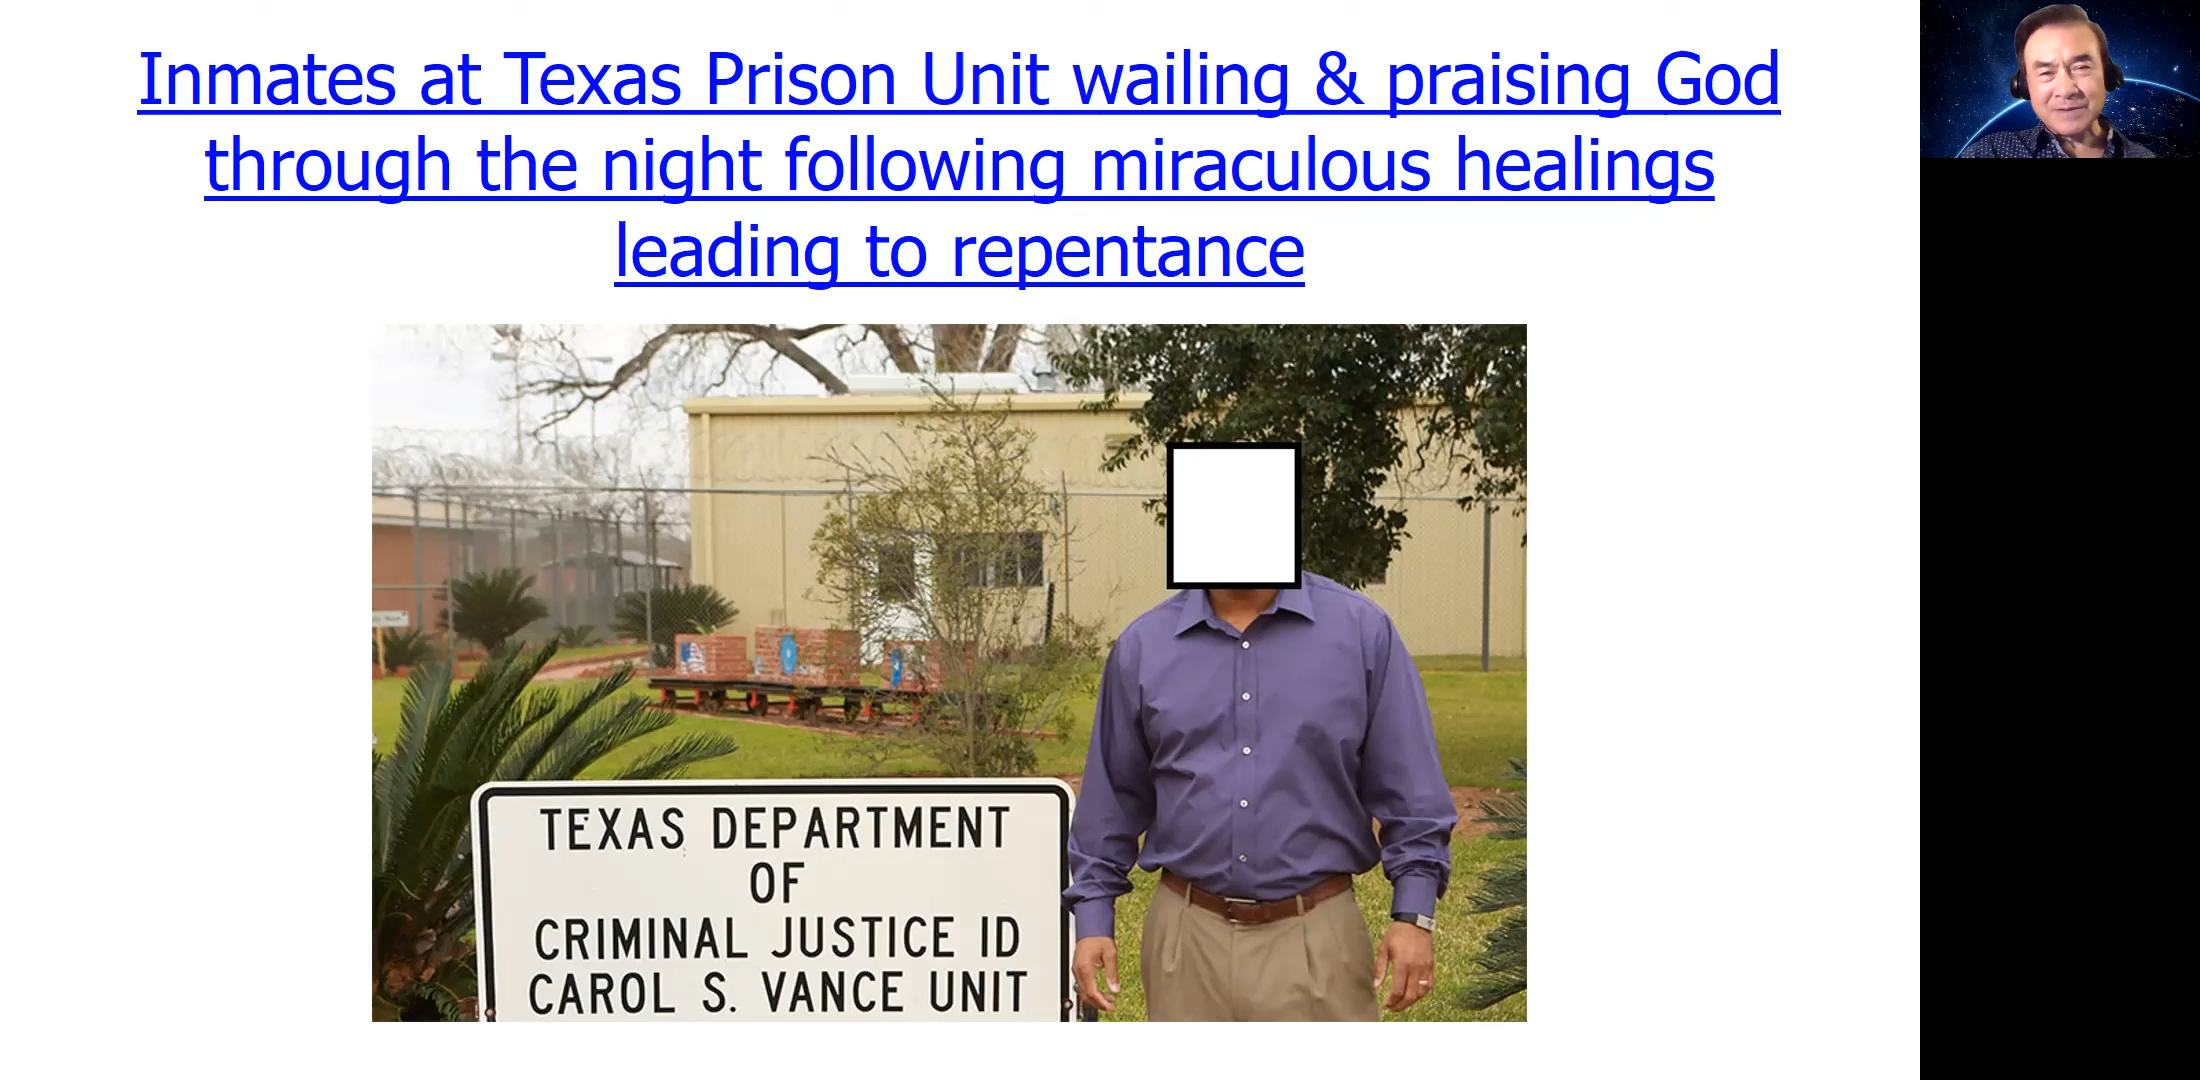 Inmates at Texas Prison Unit wailing & praising God
through the night following miraculous healings
leading to repentance
TEXAS DEPARTMENT
OF
CRIMINAL JUSTICE ID
CAROL S. VANCE UNIT